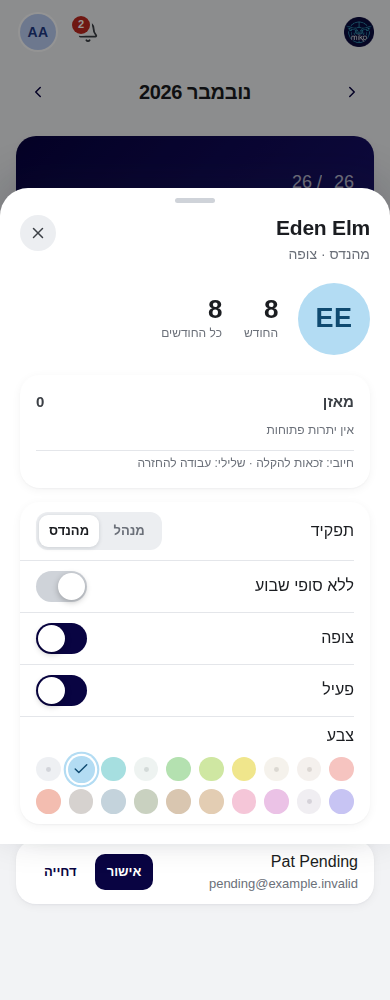 AA
2
miko
נובמבר 2026
26 / 26
Eden Elm
מהנדס · צופה
EE
8
החודש
8
כל החודשים
מאזן
0
אין יתרות פתוחות
חיובי: זכאות להקלה · שלילי: עבודה להחזרה
תפקיד
מנהל
מהנדס
ללא סופי שבוע
צופה
פעיל
צבע
Pat Pending
pending@example.invalid
אישור
דחייה